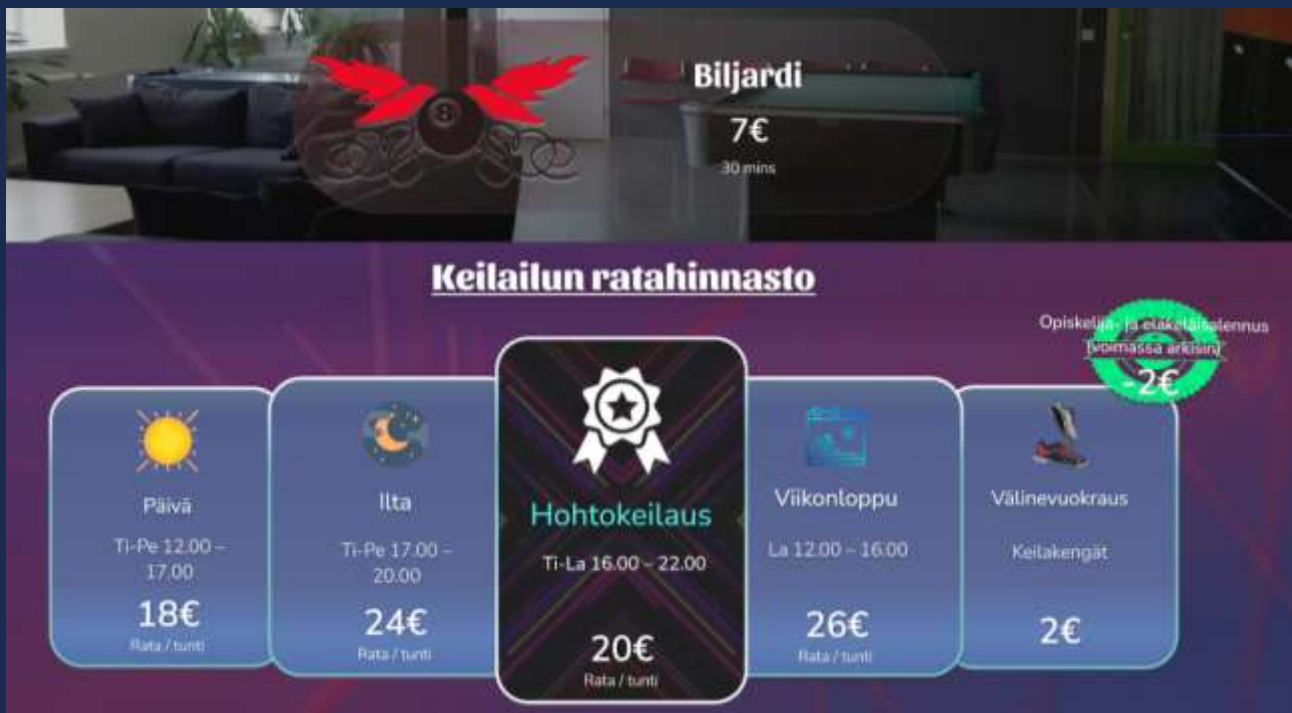 Biljardi
7€
30 mins
8
Keilailun ratahinnasto
Opiskelija- ja eläkeläisalennus
(voimassa arkisin)
-2€
Päivä
Ti-Pe 12.00 –
17.00
18€
Rata / tunti
Ilta
Ti-Pe 17.00 –
20.00
24€
Rata / tunti
Hohtokeilaus
Ti-La 16.00 – 22.00
20€
Rata / tunti
Viikonloppu
La 12.00 – 16.00
26€
Rata / tunti
Välinevuokraus
Keilakengät
2€